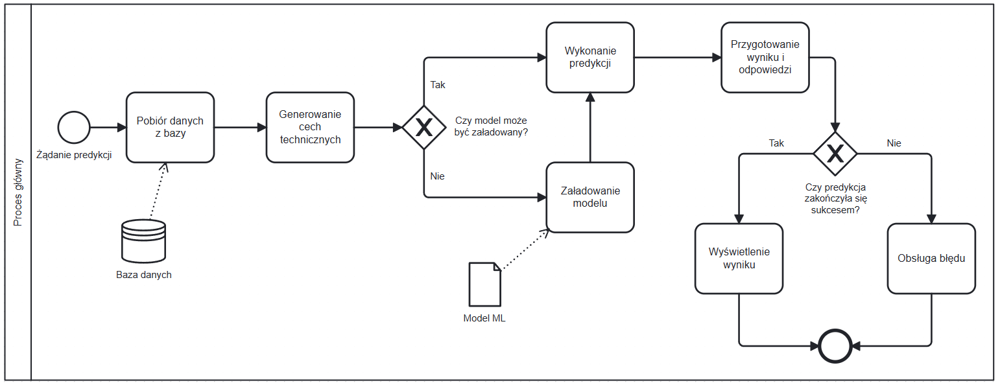 Proces główny
Żądanie predykcji
Pobiór danych
z bazy
Baza danych
Generowanie
cech
technicznych
Tak
Czy model może
być załadowany?
Nie
Wykonanie
predykcji
Załadowanie
modelu
Model ML
Przygotowanie
wyniku i
odpowiedzi
Tak
Nie
Czy predykcja
zakończyła się
sukcesem?
Wyświetlenie
wyniku
Obsługa błędu